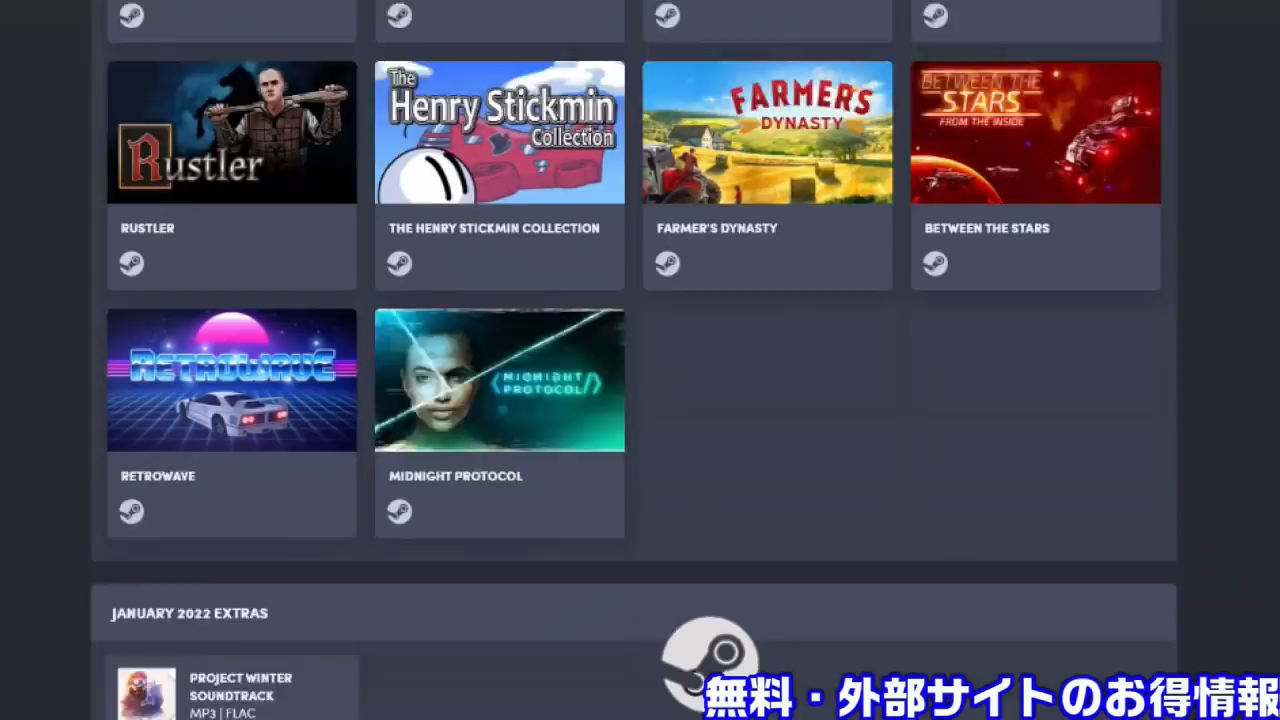 Rustler
The
Henry Stickmin
Collection
FARMER'S
DYNASTY
BETWEEN THE
STARS
FROM THE INSIDE
RUSTLER
THE HENRY STICKMIN COLLECTION
FARMER'S DYNASTY
BETWEEN THE STARS
RETROWAVE
MIDNIGHT
PROTOCOL
RETROWAVE
MIDNIGHT PROTOCOL
JANUARY 2022 EXTRAS
PROJECT WINTER
SOUNDTRACK
MP3 | FLAC
無料・外部サイトのお得情報